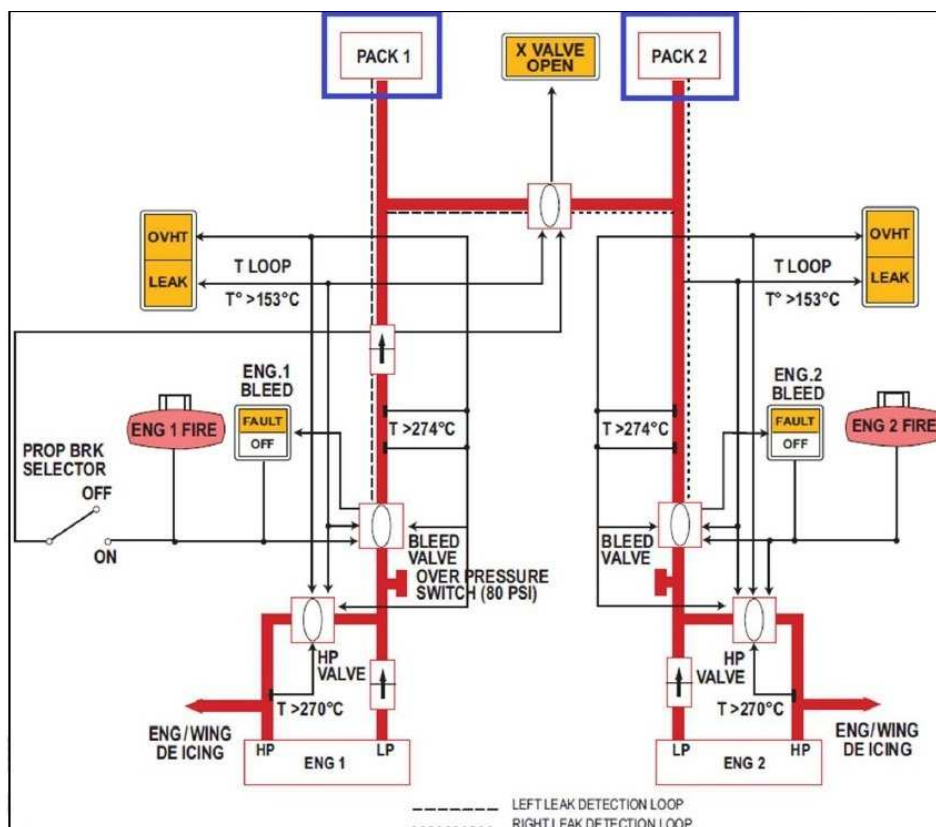 PACK 1
X VALVE
OPEN
PACK 2
OVHT
LEAK
T LOOP
T° >153°C
T LOOP
T° >153°C
OVHT
LEAK
ENG.1
BLEED
FAULT
OFF
ENG 1 FIRE
T >274°C
T >274°C
ENG.2
BLEED
FAULT
OFF
ENG 2 FIRE
PROP BRK
SELECTOR
OFF
ON
BLEED
VALVE
BLEED
VALVE
OVER PRESSURE
SWITCH (80 PSI)
HP
VALVE
T >270°C
HP
VALVE
T >270°C
ENG/WING
DE ICING
HP
LP
ENG 1
LP
HP
ENG 2
ENG/WING
DE ICING
LEFT LEAK DETECTION LOOP
RIGHT LEAK DETECTION LOOP